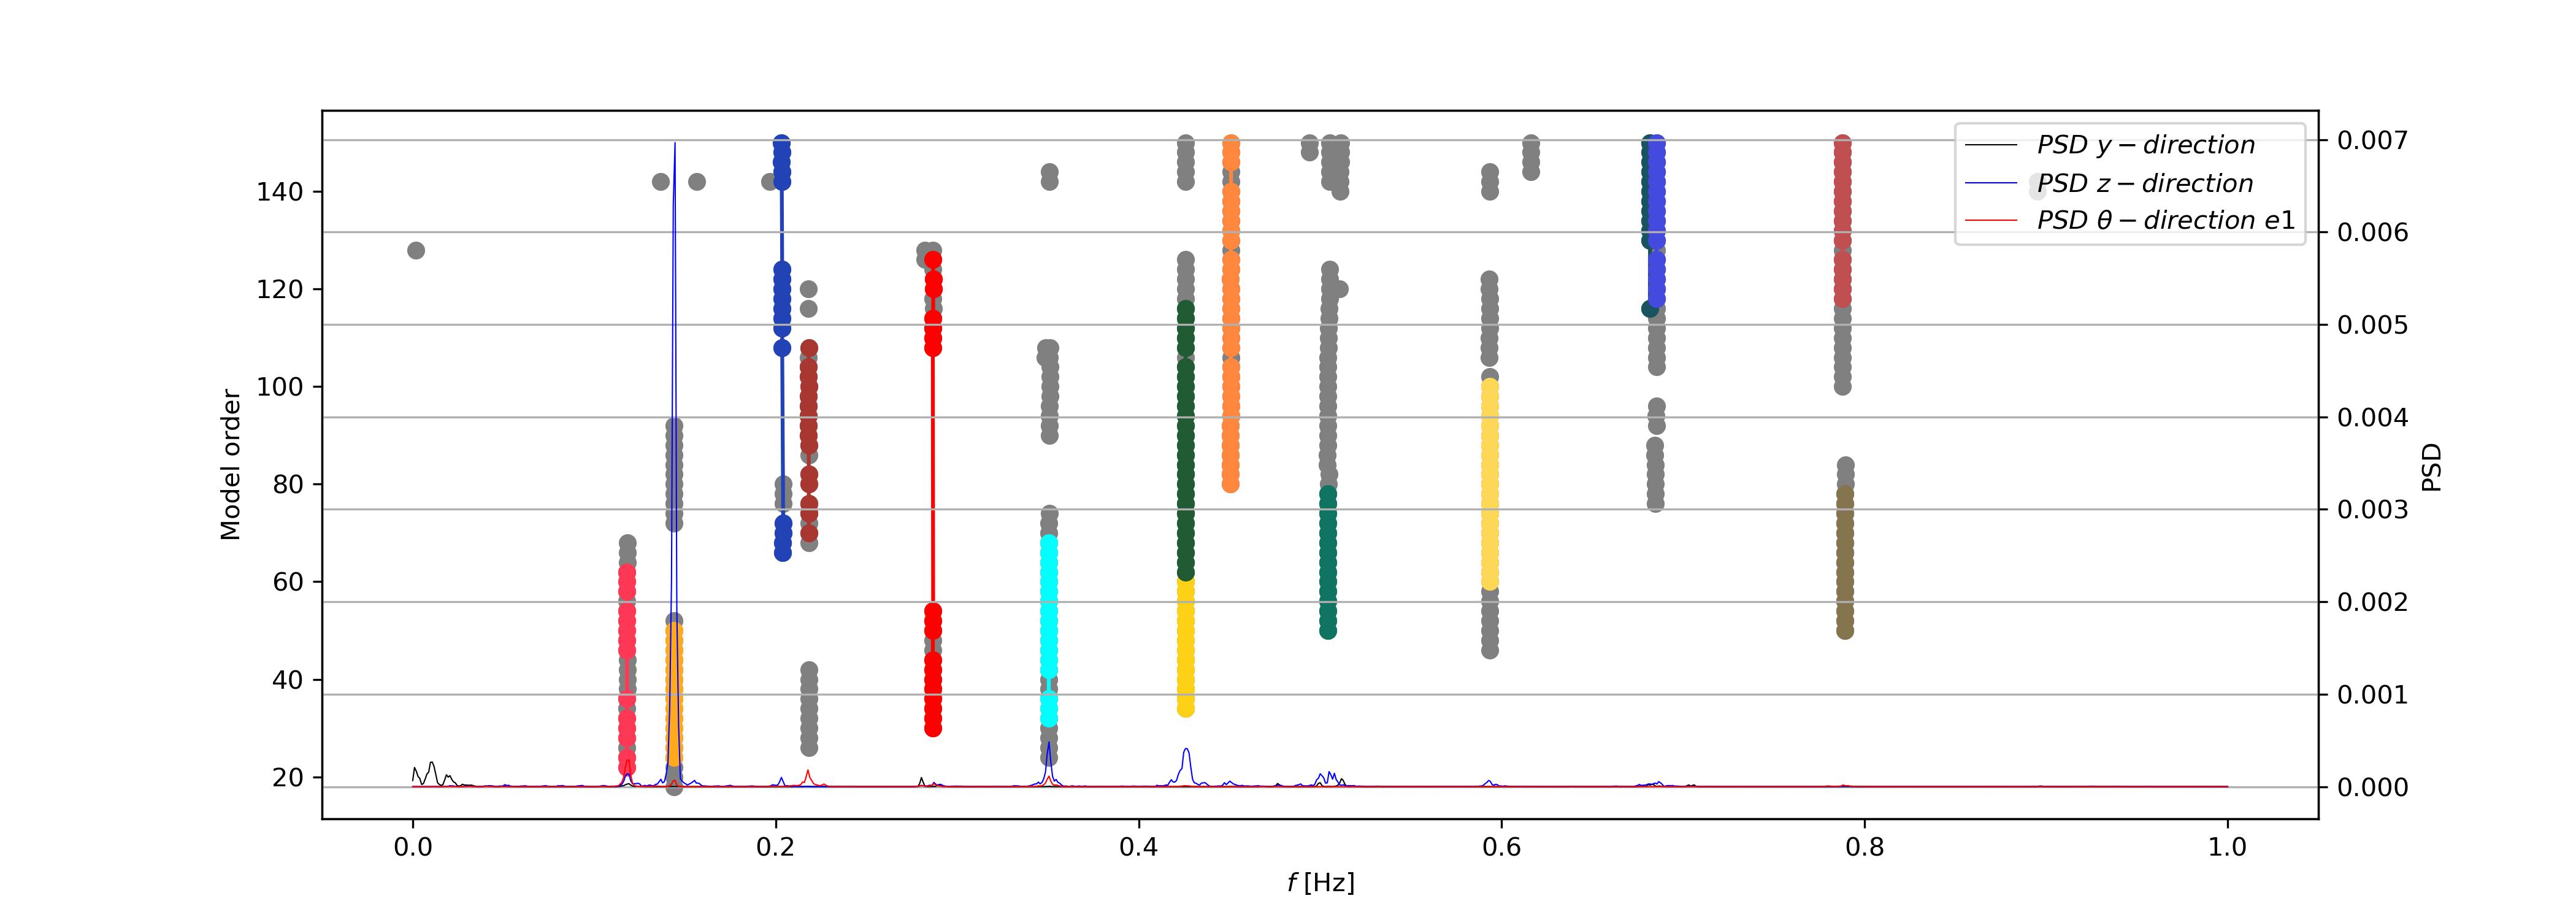 PSD y − direction
PSD z − direction
PSD θ − direction e1
Model order
140
120
100
80
60
40
20
0.007
0.006
0.005
0.004
0.003
0.002
0.001
0.000
PSD
0.0 0.2 0.4 0.6 0.8 1.0
f [Hz]